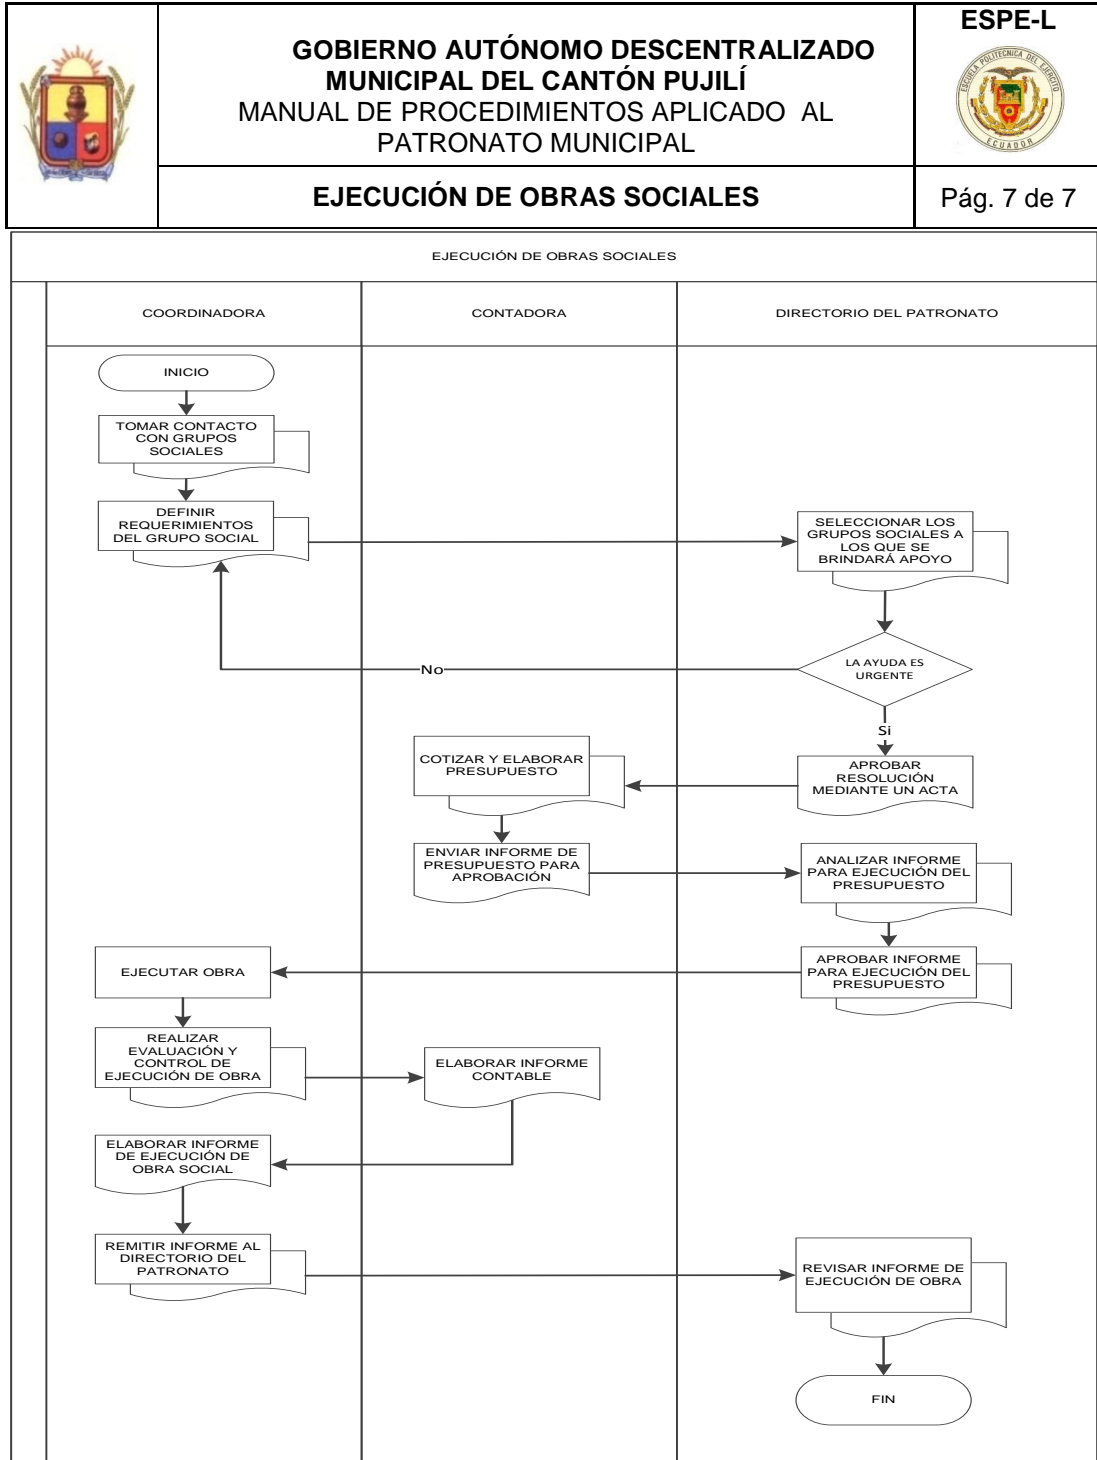 ESPE-L
GOBIERNO AUTÓNOMO DESCENTRALIZADO
MUNICIPAL DEL CANTÓN PUJILÍ
MANUAL DE PROCEDIMIENTOS APLICADO AL
PATRONATO MUNICIPAL
ESCUELA POLITECNICA DEL EJERCITO
ECUADOR
EJECUCIÓN DE OBRAS SOCIALES
Pág. 7 de 7
EJECUCIÓN DE OBRAS SOCIALES
COORDINADORA
CONTADORA
DIRECTORIO DEL PATRONATO
INICIO
TOMAR CONTACTO
CON GRUPOS
SOCIALES
DEFINIR
REQUERIMIENTOS
DEL GRUPO SOCIAL
SELECCIONAR LOS
GRUPOS SOCIALES A
LOS QUE SE
BRINDARÁ APOYO
LA AYUDA ES
URGENTE
No
Si
APROBAR
RESOLUCIÓN
MEDIANTE UN ACTA
COTIZAR Y ELABORAR
PRESUPUESTO
ENVIAR INFORME DE
PRESUPUESTO PARA
APROBACIÓN
ANALIZAR INFORME
PARA EJECUCIÓN DEL
PRESUPUESTO
APROBAR INFORME
PARA EJECUCIÓN DEL
PRESUPUESTO
EJECUTAR OBRA
REALIZAR
EVALUACIÓN Y
CONTROL DE
EJECUCIÓN DE OBRA
ELABORAR INFORME
CONTABLE
ELABORAR INFORME
DE EJECUCIÓN DE
OBRA SOCIAL
REMITIR INFORME AL
DIRECTORIO DEL
PATRONATO
REVISAR INFORME DE
EJECUCIÓN DE OBRA
FIN